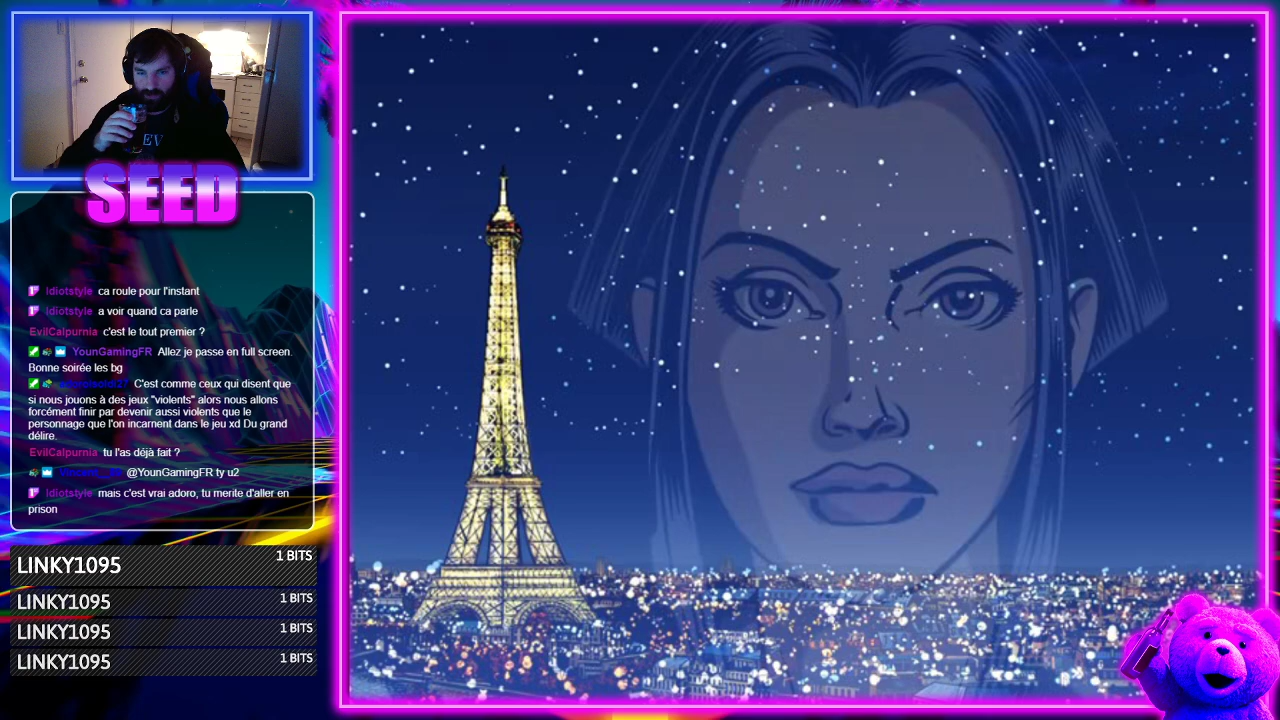 EV
SEED
Idiotstyle ca roule pour l'instant
Idiotstyle a voir quand ca parle
EvilCalpurnia c'est le tout premier ?
YounGamingFR Allez je passe en full screen.
Bonne soirée les bg
C'est comme ceux qui disent que
si nous jouons à des jeux "violents" alors nous allons
forcément finir par devenir aussi violents que le
personnage que l'on incarnent dans le jeu xd Du grand
délire.
EvilCalpurnia tu l'as déjà fait ?
@YounGamingFR ty u2
Idiotstyle mais c'est vrai adoro, tu merite d'aller en
prison
LINKY1095 1 BITS
LINKY1095 1 BITS
LINKY1095 1 BITS
LINKY1095 1 BITS